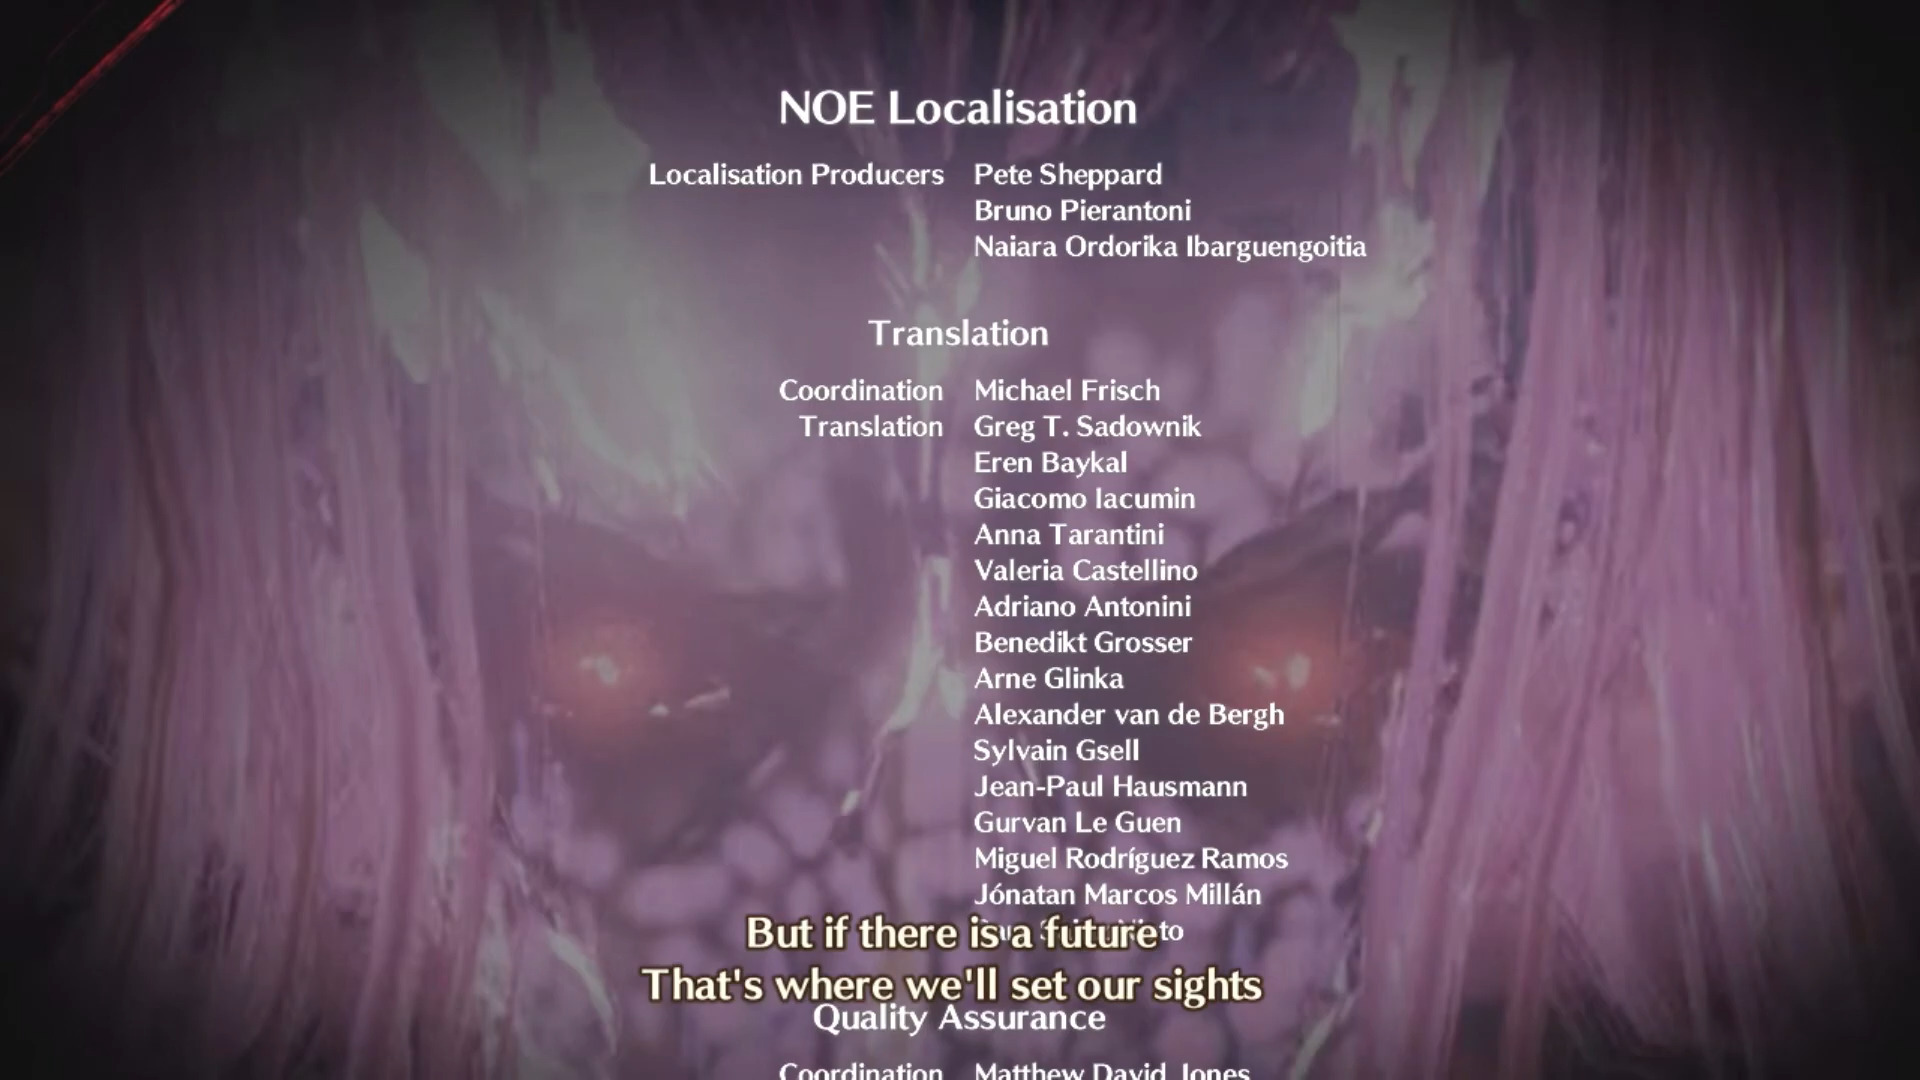 NOE Localisation
Localisation Producers Pete Sheppard
Bruno Pierantoni
Naiara Ordorika Ibarguengoitia
Translation
Coordination Michael Frisch
Translation Greg T. Sadownik
Eren Baykal
Giacomo Iacumin
Anna Tarantini
Valeria Castellino
Adriano Antonini
Benedikt Grosser
Arne Glinka
Alexander van de Bergh
Sylvain Gsell
Jean-Paul Hausmann
Gurvan Le Guen
Miguel Rodríguez Ramos
Jónatan Marcos Millán
But if there is a future
That's where we'll set our sights
Quality Assurance
Coordination Matthew David Jones